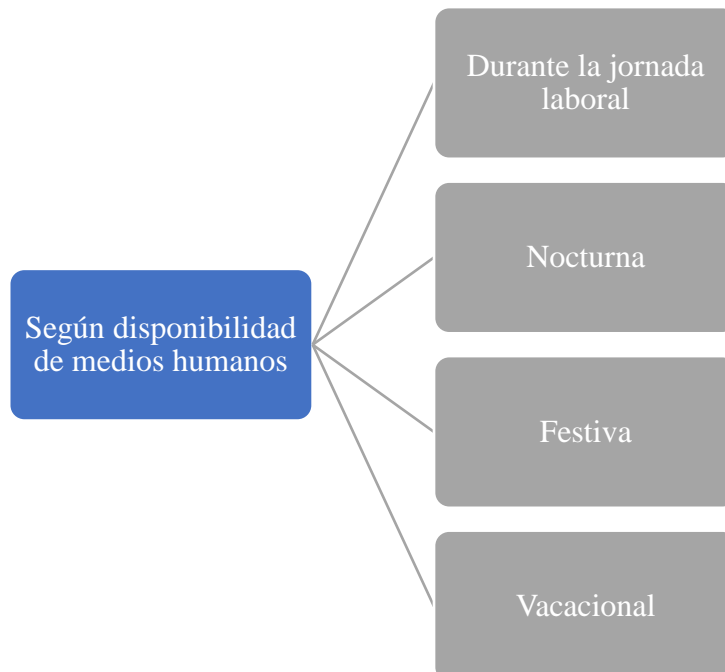 Durante la jornada
laboral
Nocturna
Según disponibilidad
de medios humanos
Festiva
Vacacional